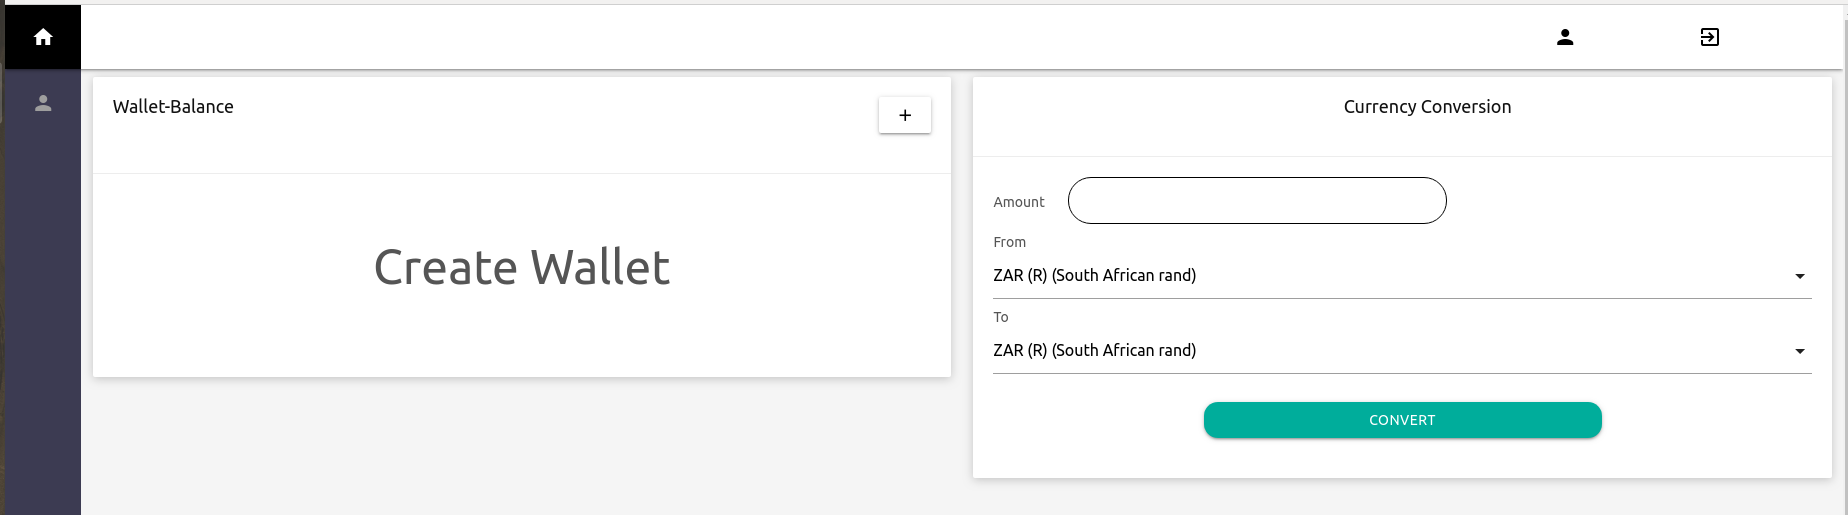 Wallet-Balance
+
Create Wallet
Currency Conversion
Amount
From
ZAR (R) (South African rand)
To
ZAR (R) (South African rand)
CONVERT